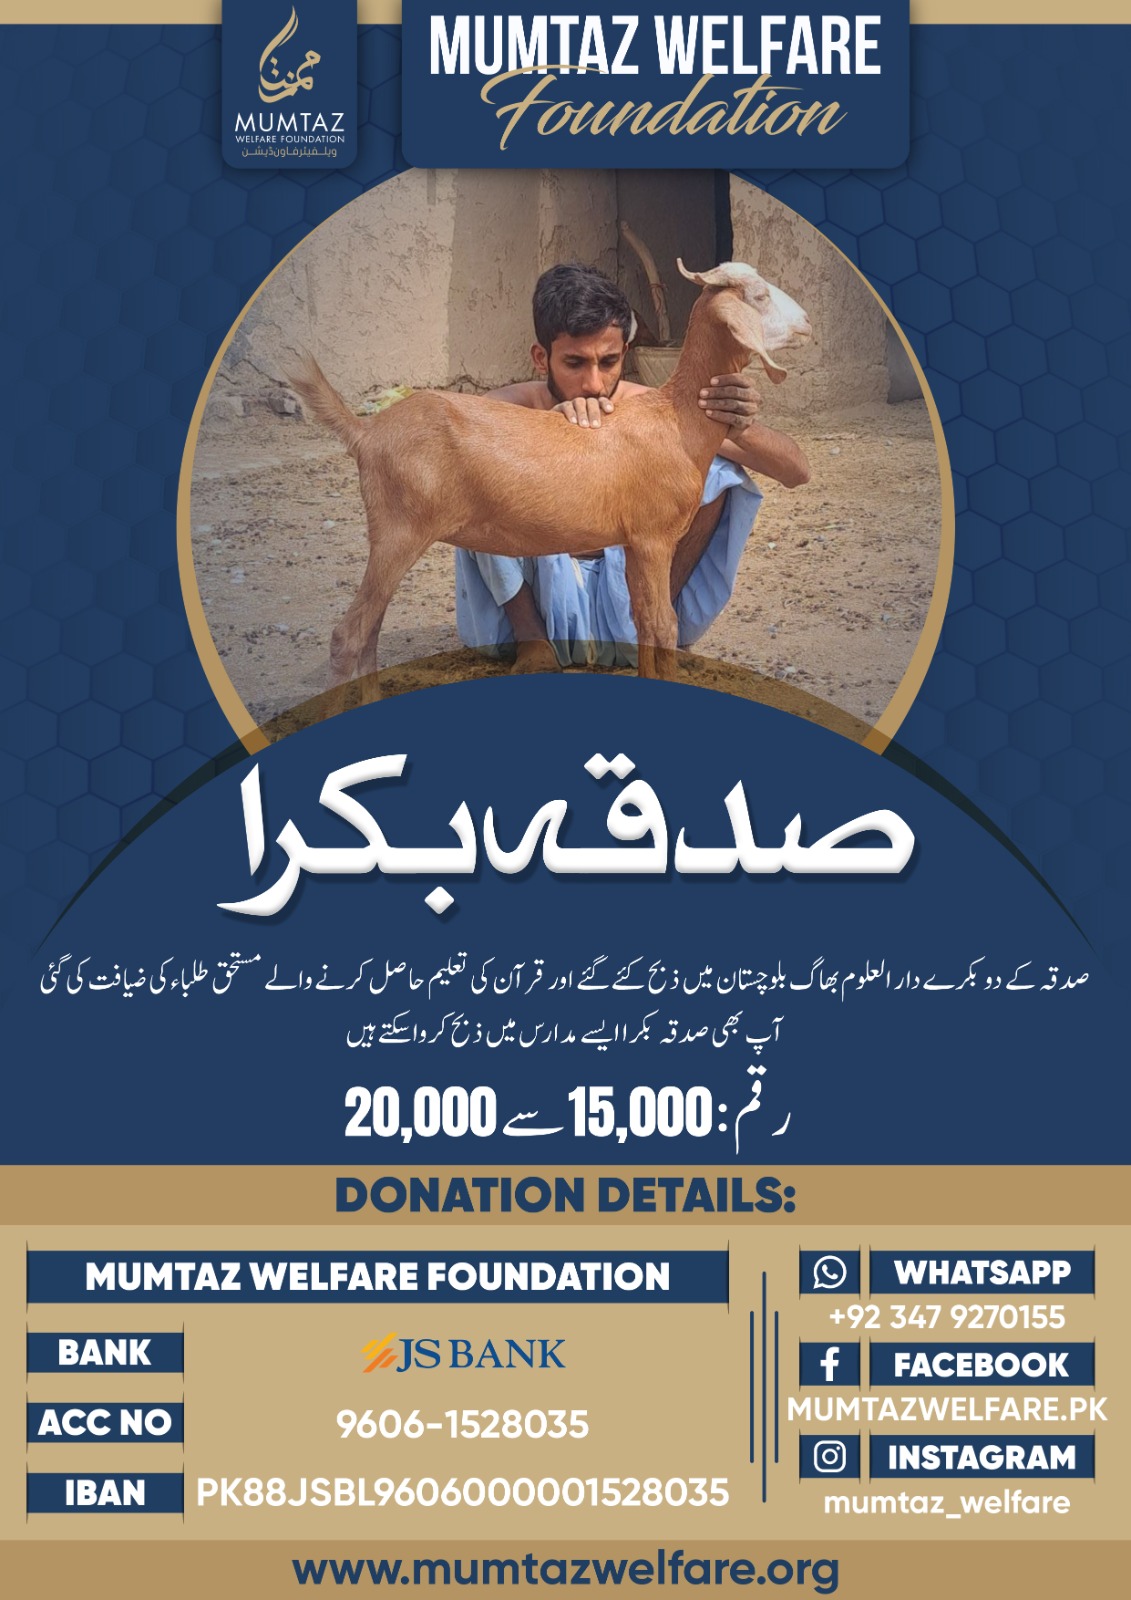 ممتاز
MUMTAZ
WELFARE FOUNDATION
ویلفیئر فاونڈیشن
MUMTAZ WELFARE
Foundation
صدقہ بکرا
صدقہ کے دو بکرے دار العلوم بھاگ بلوچستان میں ذبح کئے گئے اور قرآن کی تعلیم حاصل کرنے والے مستحق طلباء کی ضیافت کی گئی
آپ بھی صدقہ بکرا ایسے مدارس میں ذبح کرواسکتے ہیں
رقم: 15,000 سے 20,000
DONATION DETAILS:
MUMTAZ WELFARE FOUNDATION
BANK
JS BANK
ACC NO
9606-1528035
IBAN
PK88JSBL9606000001528035
WHATSAPP
+92 347 9270155
FACEBOOK
MUMTAZWELFARE.PK
INSTAGRAM
mumtaz_welfare
www.mumtazwelfare.org